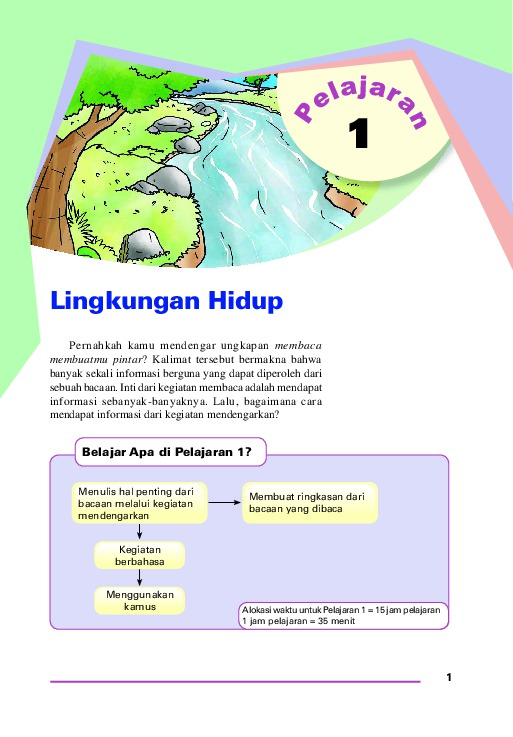 Pelajaran
1
Lingkungan Hidup
Pernahkah kamu mendengar ungkapan membaca
membuatmu pintar? Kalimat tersebut bermakna bahwa
banyak sekali informasi berguna yang dapat diperoleh dari
sebuah bacaan. Inti dari kegiatan membaca adalah mendapat
informasi sebanyak-banyaknya. Lalu, bagaimana cara
mendapat informasi dari kegiatan mendengarkan?
Belajar Apa di Pelajaran 1?
Menulis hal penting dari
bacaan melalui kegiatan
mendengarkan
Membuat ringkasan dari
bacaan yang dibaca
Kegiatan
berbahasa
Menggunakan
kamus
Alokasi waktu untuk Pelajaran 1 = 15 jam pelajaran
1 jam pelajaran = 35 menit
1